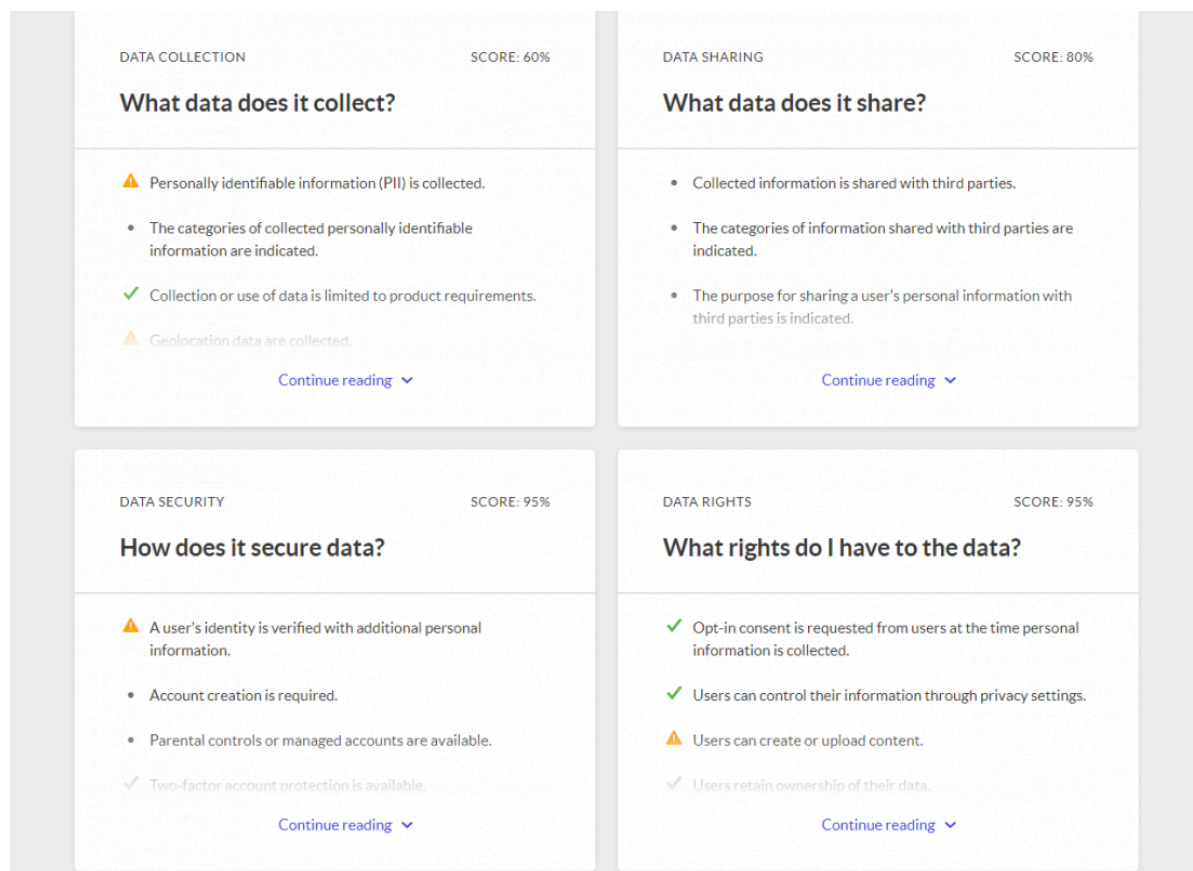 DATA COLLECTION SCORE: 60%
What data does it collect?
Personally identifiable information (PII) is collected.
The categories of collected personally identifiable
information are indicated.
Collection or use of data is limited to product requirements.
Geolocation data are collected.
Continue reading
DATA SHARING SCORE: 80%
What data does it share?
Collected information is shared with third parties.
The categories of information shared with third parties are
indicated.
The purpose for sharing a user's personal information with
third parties is indicated.
Continue reading
DATA SECURITY SCORE: 95%
How does it secure data?
A user's identity is verified with additional personal
information.
Account creation is required.
Parental controls or managed accounts are available.
Two-factor account protection is available.
Continue reading
DATA RIGHTS SCORE: 95%
What rights do I have to the data?
Opt-in consent is requested from users at the time personal
information is collected.
Users can control their information through privacy settings.
Users can create or upload content.
Users retain ownership of their data.
Continue reading